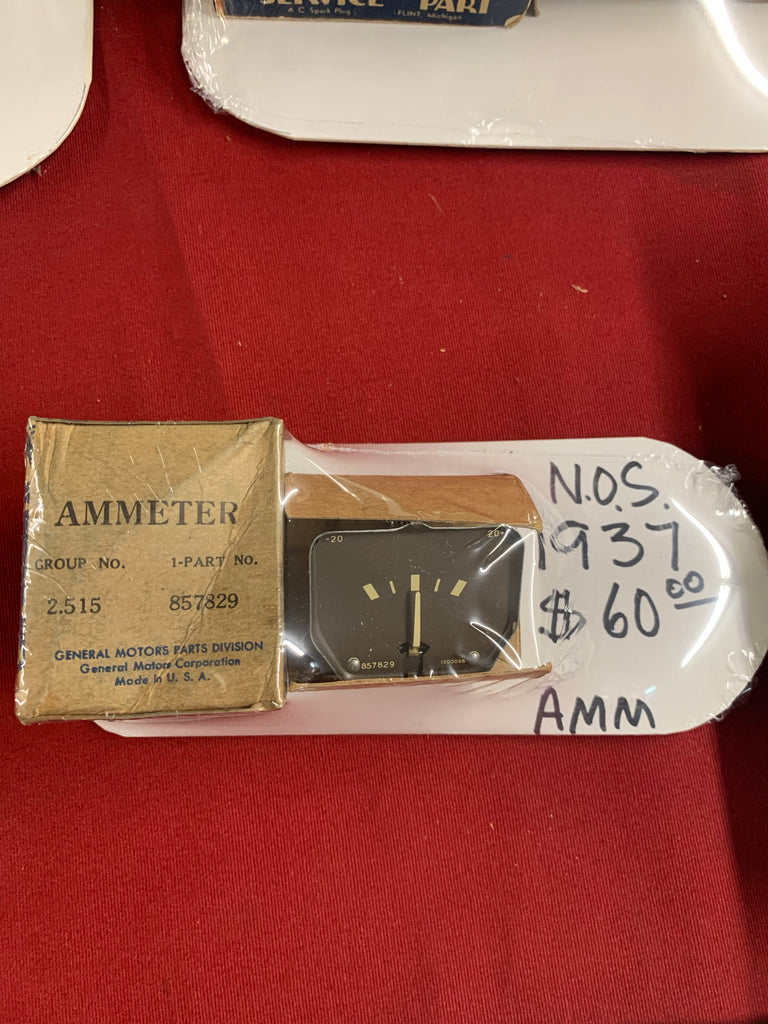 SERVICE PART
A C Spark Plug FLINT, Michigan
AMMETER
GROUP No. 1-PART No.
2.515 857829
GENERAL MOTORS PARTS DIVISION
General Motors Corporation
Made in U. S. A.
-20 20+
857829 1500098
N.O.S.
1937
$60.00
AMM